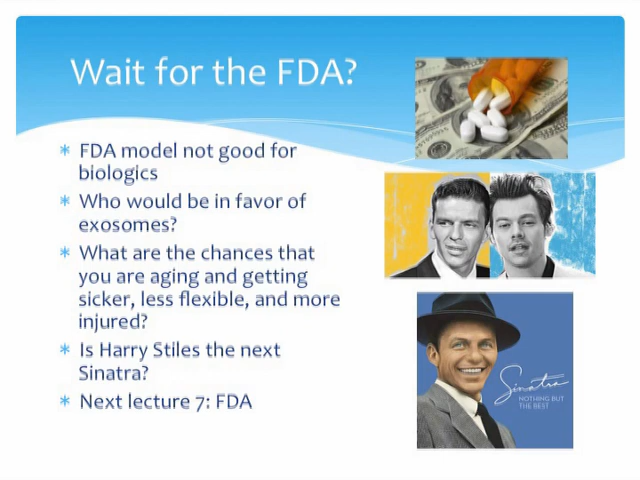 Wait for the FDA?
* FDA model not good for
biologics
* Who would be in favor of
exosomes?
* What are the chances that
you are aging and getting
sicker, less flexible, and more
injured?
* Is Harry Stiles the next
Sinatra?
* Next lecture 7: FDA
Sinatra
NOTHING BUT
THE BEST